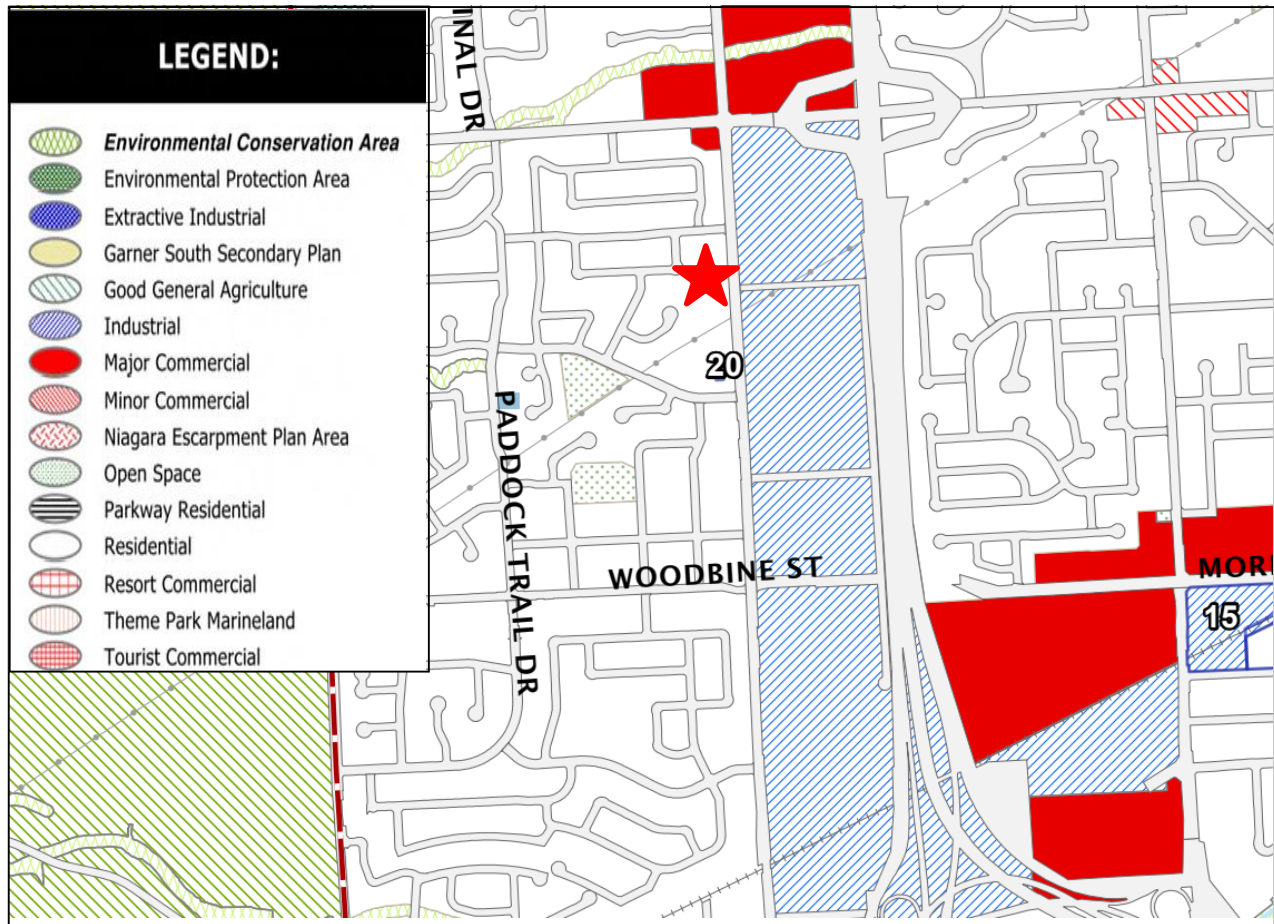 LEGEND:
Environmental Conservation Area
Environmental Protection Area
Extractive Industrial
Garner South Secondary Plan
Good General Agriculture
Industrial
Major Commercial
Minor Commercial
Niagara Escarpment Plan Area
Open Space
Parkway Residential
Residential
Resort Commercial
Theme Park Marineland
Tourist Commercial
INAL DR
20
PADDOCK TRAIL DR
WOODBINE ST
MORR
15